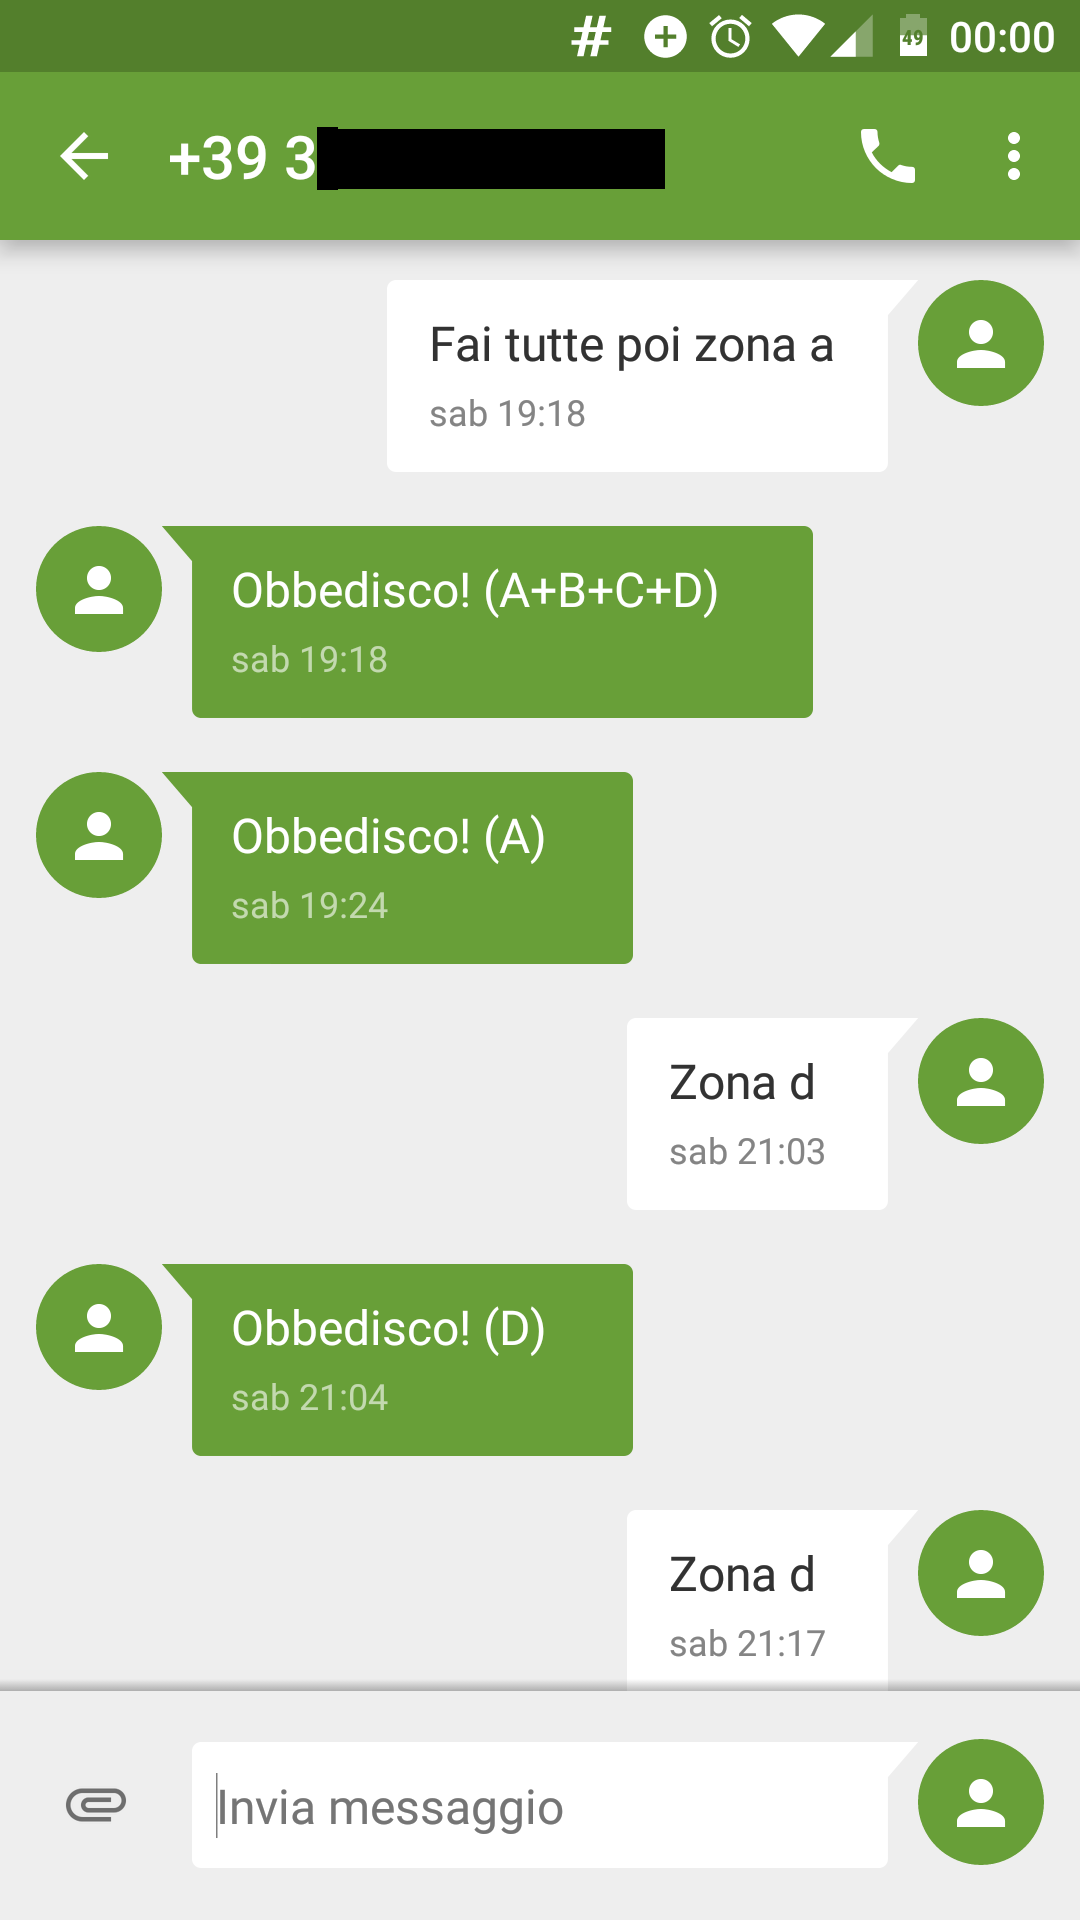 # 49 00:00
+39 3
Fai tutte poi zona a
sab 19:18
Obbedisco! (A+B+C+D)
sab 19:18
Obbedisco! (A)
sab 19:24
Zona d
sab 21:03
Obbedisco! (D)
sab 21:04
Zona d
sab 21:17
Invia messaggio